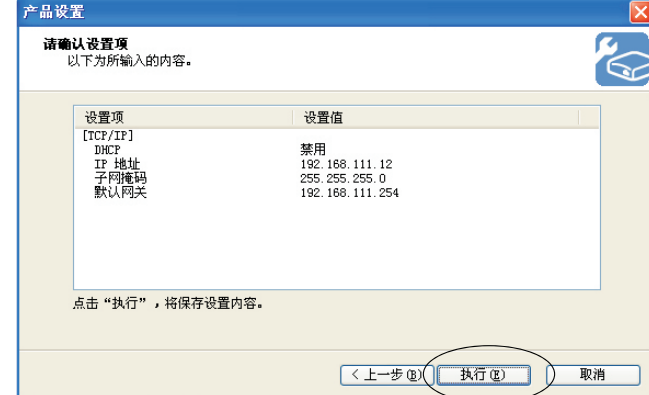 产品设置
请确认设置项
以下为所输入的内容。
设置项 设置值
[TCP/IP]
DHCP 禁用
IP 地址 192.168.111.12
子网掩码 255.255.255.0
默认网关 192.168.111.254
点击“执行”，将保存设置内容。
< 上一步(B) 执行(E) 取消